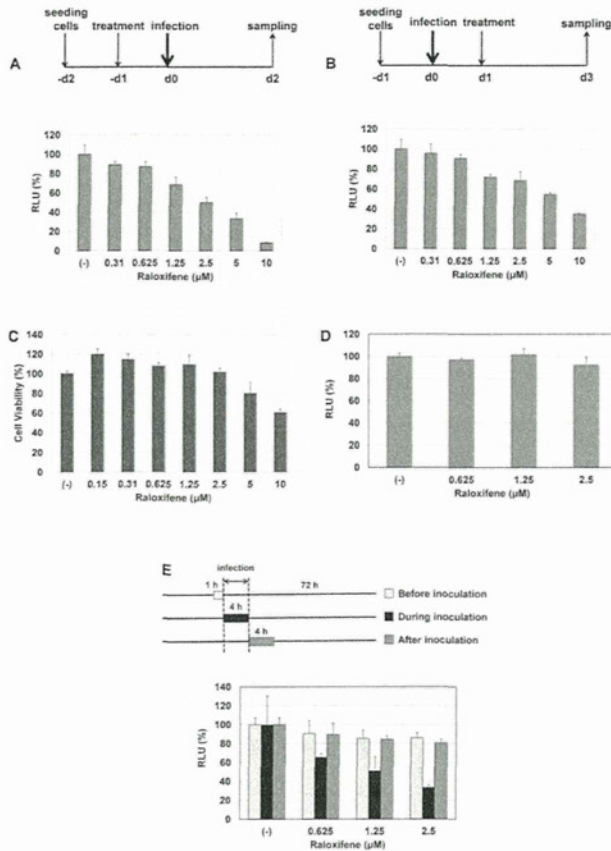 seeding cells
treatment
infection
sampling
A
-d2
-d1
d0
d2
seeding cells
infection
treatment
sampling
B
-d1
d0
d1
d3
RLU (%)
120
100
80
60
40
20
0
(-)
0.31
0.625
1.25
2.5
5
10
Raloxifene (µM)
RLU (%)
120
100
80
60
40
20
0
(-)
0.31
0.625
1.25
2.5
5
10
Raloxifene (µM)
C
Cell Viability (%)
140
120
100
80
60
40
20
0
(-)
0.15
0.31
0.625
1.25
2.5
5
10
Raloxifene (µM)
D
RLU (%)
120
100
80
60
40
20
0
(-)
0.625
1.25
2.5
Raloxifene (µM)
E
infection
1 h
72 h
Before inoculation
4 h
During inoculation
4 h
After inoculation
RLU (%)
140
120
100
80
60
40
20
0
(-)
0.625
1.25
2.5
Raloxifene (µM)